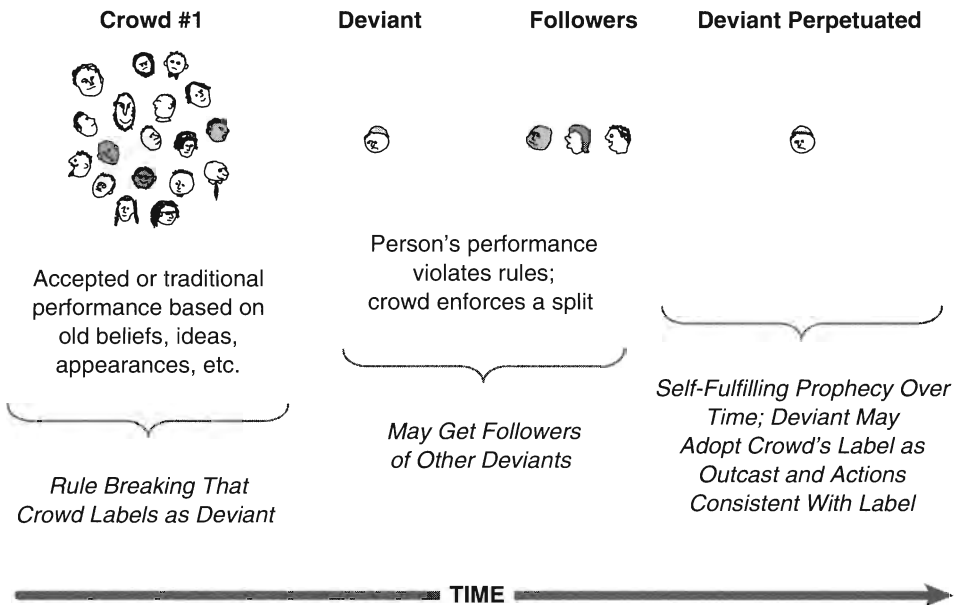 Crowd #1
Deviant
Followers
Deviant Perpetuated
Accepted or traditional
performance based on
old beliefs, ideas,
appearances, etc.
Person's performance
violates rules;
crowd enforces a split
Rule Breaking That
Crowd Labels as Deviant
May Get Followers
of Other Deviants
Self-Fulfilling Prophecy Over
Time; Deviant May
Adopt Crowd's Label as
Outcast and Actions
Consistent With Label
TIME